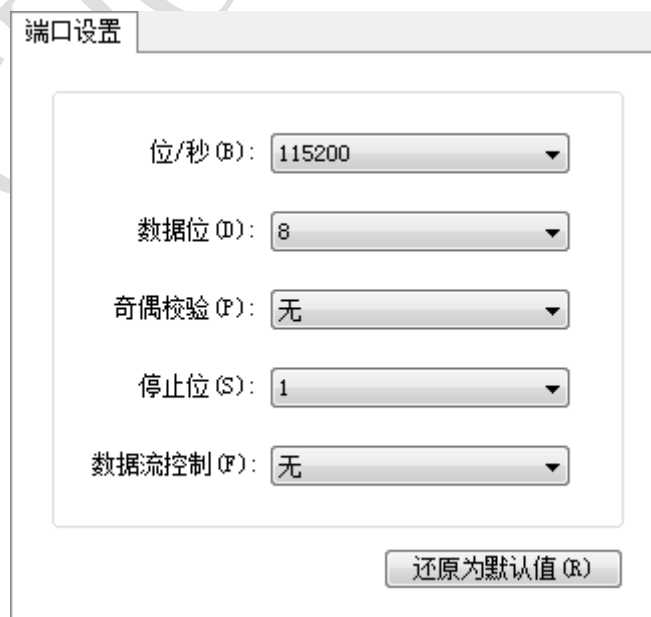 端口设置
位/秒(B): 115200
数据位(D): 8
奇偶校验(P): 无
停止位(S): 1
数据流控制(F): 无
还原为默认值(R)